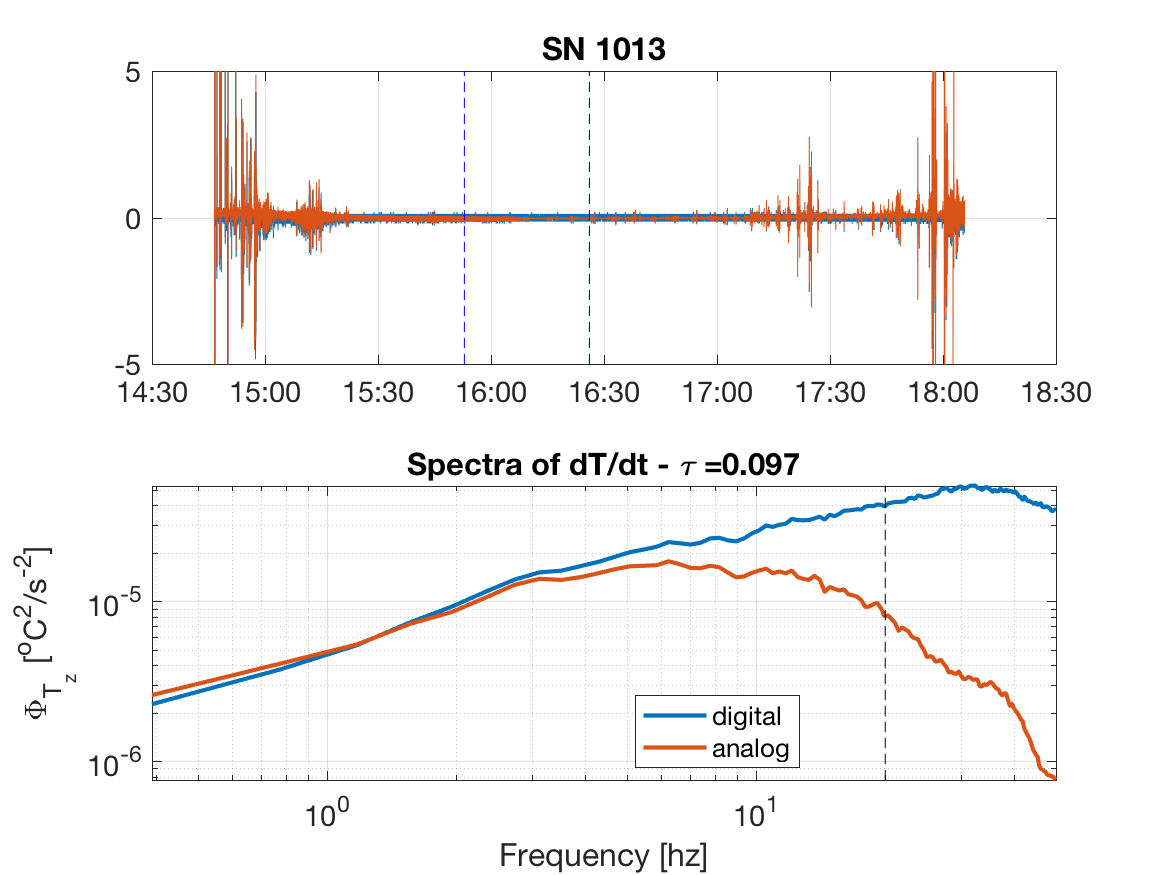 SN 1013
5
0
-5
14:30 15:00 15:30 16:00 16:30 17:00 17:30 18:00 18:30
Spectra of dT/dt - τ =0.097
Φ_{T_z} [°C²/s⁻²]
10⁻⁵
10⁻⁶
digital
analog
10⁰ 10¹
Frequency [hz]